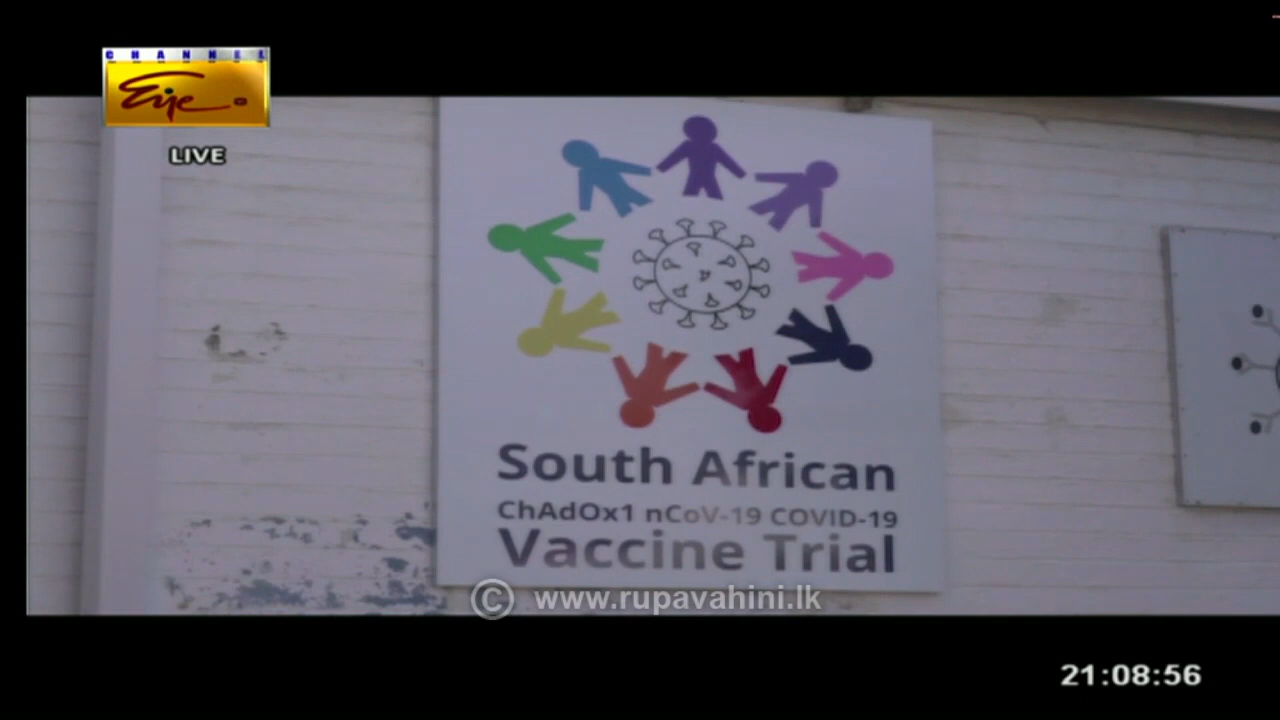 CHANNEL
Eye
LIVE
South African
ChAdOx1 nCoV-19 COVID-19
Vaccine Trial
© www.rupavahini.lk
21:08:56